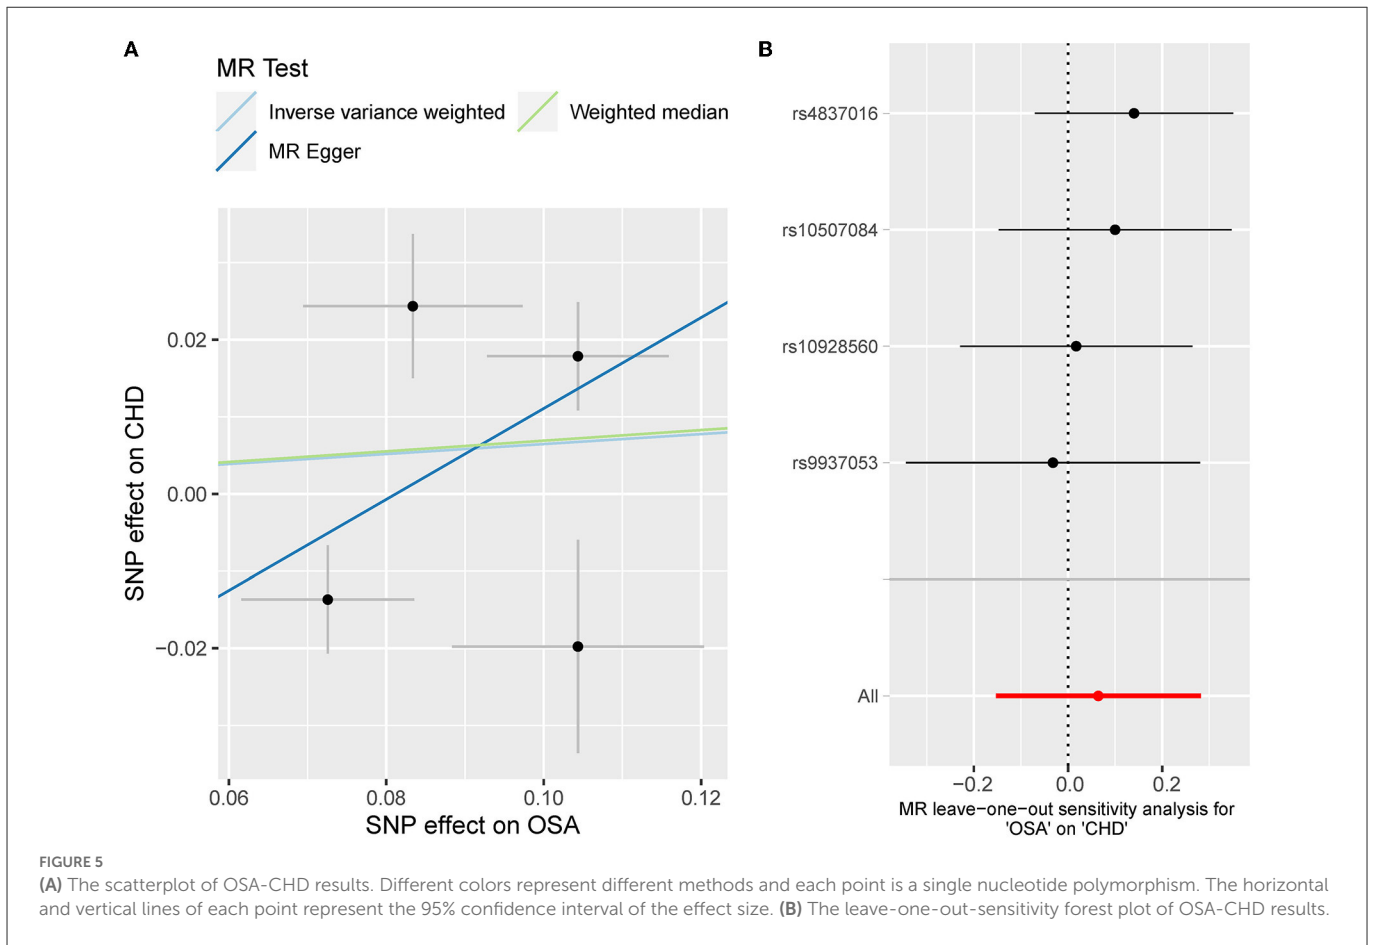 A
MR Test
Inverse variance weighted
Weighted median
MR Egger
SNP effect on CHD
0.02
0.00
−0.02
0.06
0.08
0.10
0.12
SNP effect on OSA
B
rs4837016
rs10507084
rs10928560
rs9937053
All
−0.2
0.0
0.2
MR leave−one−out sensitivity analysis for
'OSA' on 'CHD'
FIGURE 5
(A) The scatterplot of OSA-CHD results. Different colors represent different methods and each point is a single nucleotide polymorphism. The horizontal
and vertical lines of each point represent the 95% confidence interval of the effect size. (B) The leave-one-out-sensitivity forest plot of OSA-CHD results.